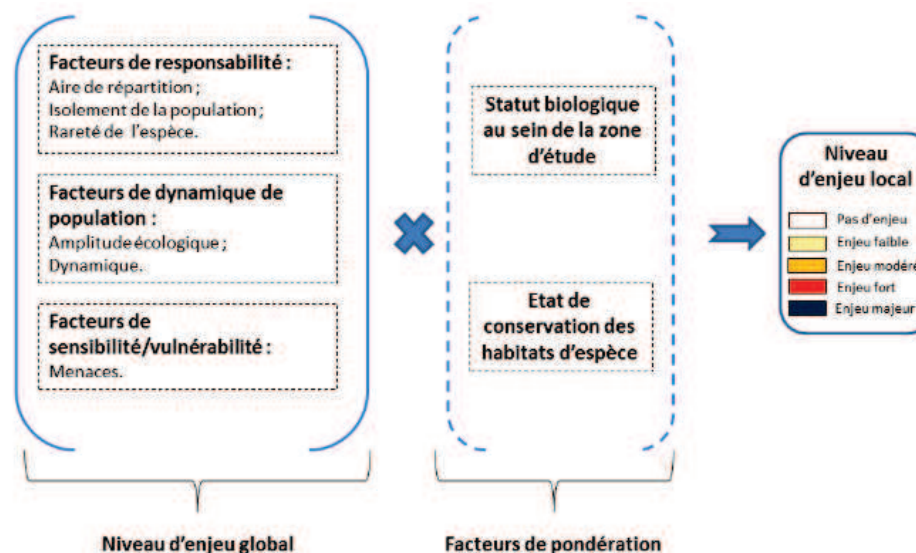 Facteurs de responsabilité :
Aire de répartition ;
Isolement de la population ;
Rareté de l'espèce.
Facteurs de dynamique de
population :
Amplitude écologique ;
Dynamique.
Facteurs de
sensibilité/vulnérabilité :
Menaces.
Niveau d'enjeu global
Statut biologique
au sein de la zone
d'étude
Etat de
conservation des
habitats d'espèce
Facteurs de pondération
Niveau
d'enjeu local
Pas d'enjeu
Enjeu faible
Enjeu modéré
Enjeu fort
Enjeu majeur